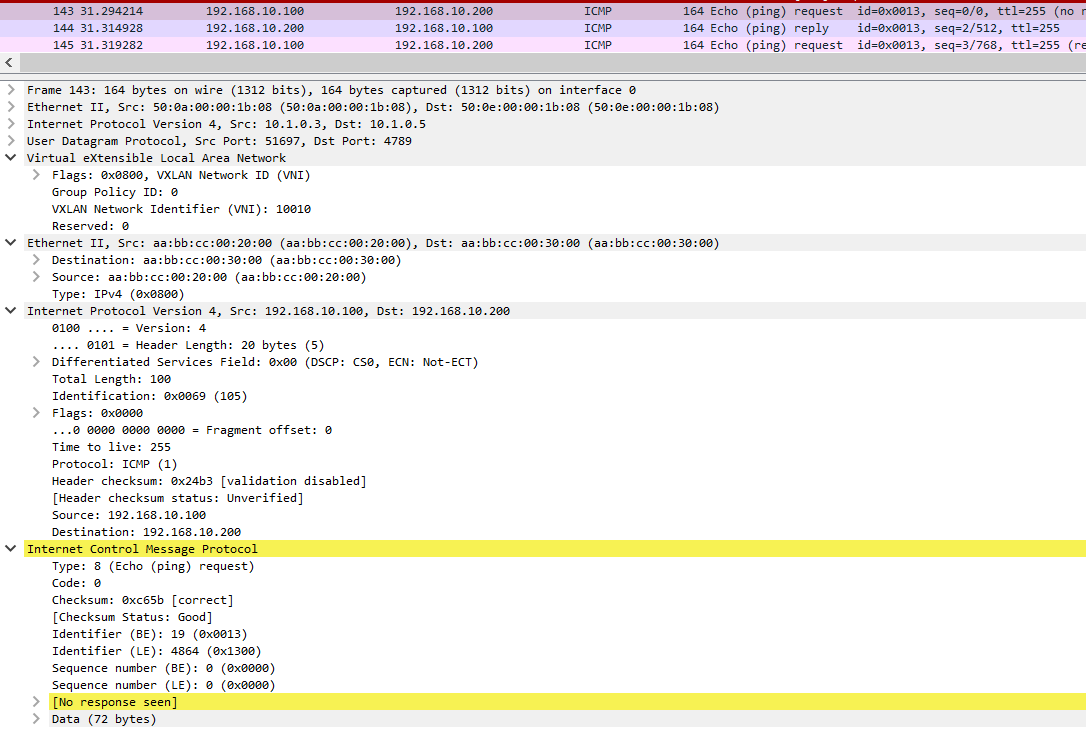 143 31.294214 192.168.10.100 192.168.10.200 ICMP 164 Echo (ping) request id=0x0013, seq=0/0, ttl=255 (no
144 31.314928 192.168.10.100 192.168.10.200 ICMP 164 Echo (ping) reply id=0x0013, seq=2/512, ttl=255
145 31.319282 192.168.10.100 192.168.10.200 ICMP 164 Echo (ping) request id=0x0013, seq=3/768, ttl=255 (re
Frame 143: 164 bytes on wire (1312 bits), 164 bytes captured (1312 bits) on interface 0
Ethernet II, Src: 50:0a:00:00:1b:08 (50:0a:00:00:1b:08), Dst: 50:0e:00:00:1b:08 (50:0e:00:00:1b:08)
Internet Protocol Version 4, Src: 10.1.0.3, Dst: 10.1.0.5
User Datagram Protocol, Src Port: 51697, Dst Port: 4789
Virtual eXtensible Local Area Network
Flags: 0x0800, VXLAN Network ID (VNI)
Group Policy ID: 0
VXLAN Network Identifier (VNI): 10010
Reserved: 0
Ethernet II, Src: aa:bb:cc:00:20:00 (aa:bb:cc:00:20:00), Dst: aa:bb:cc:00:30:00 (aa:bb:cc:00:30:00)
Destination: aa:bb:cc:00:30:00 (aa:bb:cc:00:30:00)
Source: aa:bb:cc:00:20:00 (aa:bb:cc:00:20:00)
Type: IPv4 (0x0800)
Internet Protocol Version 4, Src: 192.168.10.100, Dst: 192.168.10.200
0100 .... = Version: 4
.... 0101 = Header Length: 20 bytes (5)
Differentiated Services Field: 0x00 (DSCP: CS0, ECN: Not-ECT)
Total Length: 100
Identification: 0x0069 (105)
Flags: 0x0000
...0 0000 0000 0000 = Fragment offset: 0
Time to live: 255
Protocol: ICMP (1)
Header checksum: 0x24b3 [validation disabled]
[Header checksum status: Unverified]
Source: 192.168.10.100
Destination: 192.168.10.200
Internet Control Message Protocol
Type: 8 (Echo (ping) request)
Code: 0
Checksum: 0xc65b [correct]
[Checksum Status: Good]
Identifier (BE): 19 (0x0013)
Identifier (LE): 4864 (0x1300)
Sequence number (BE): 0 (0x0000)
Sequence number (LE): 0 (0x0000)
[No response seen]
Data (72 bytes)